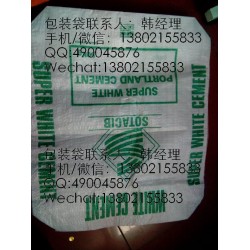 包装袋联系人：韩经理
手机/微信：13802155833
QQ:490045876
Wechat:13802155833
SUPER WHITE
PORTLAND CEMENT
SOTACIB
SUPER WHITE CEMENT
SUPER WHITE CEMENT
WHITE CEMENT
包装袋联系人：韩经理
手机/微信：13802155833
QQ:490045876
Wechat:13802155833